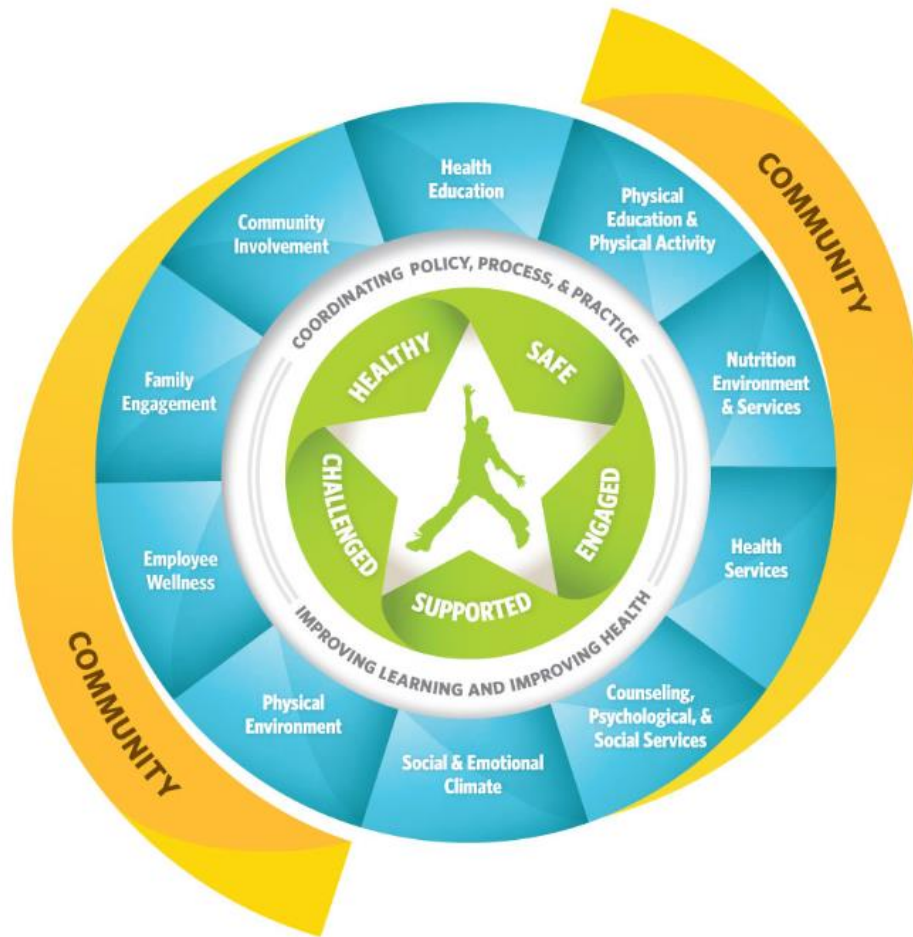 COMMUNITY
Health
Education
Physical
Education &
Physical Activity
Nutrition
Environment
& Services
Health
Services
Counseling,
Psychological, &
Social Services
Social & Emotional
Climate
Physical
Environment
Employee
Wellness
Family
Engagement
Community
Involvement
COORDINATING POLICY, PROCESS, & PRACTICE
IMPROVING LEARNING AND IMPROVING HEALTH
HEALTHY
SAFE
ENGAGED
SUPPORTED
CHALLENGED
COMMUNITY